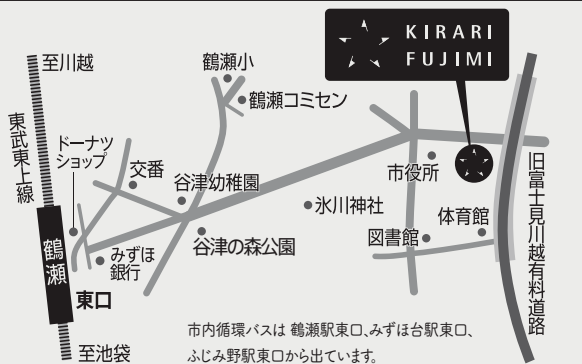 KIRARI
FUJIMI
至川越
鶴瀬小
鶴瀬コミセン
東武東上線
ドーナツ
ショップ
交番
谷津幼稚園
市役所
氷川神社
体育館
図書館
旧富士見川越有料道路
鶴瀬
みずほ
銀行
谷津の森公園
東口
至池袋
市内循環バスは 鶴瀬駅東口、みずほ台駅東口、
ふじみ野駅東口から出ています。